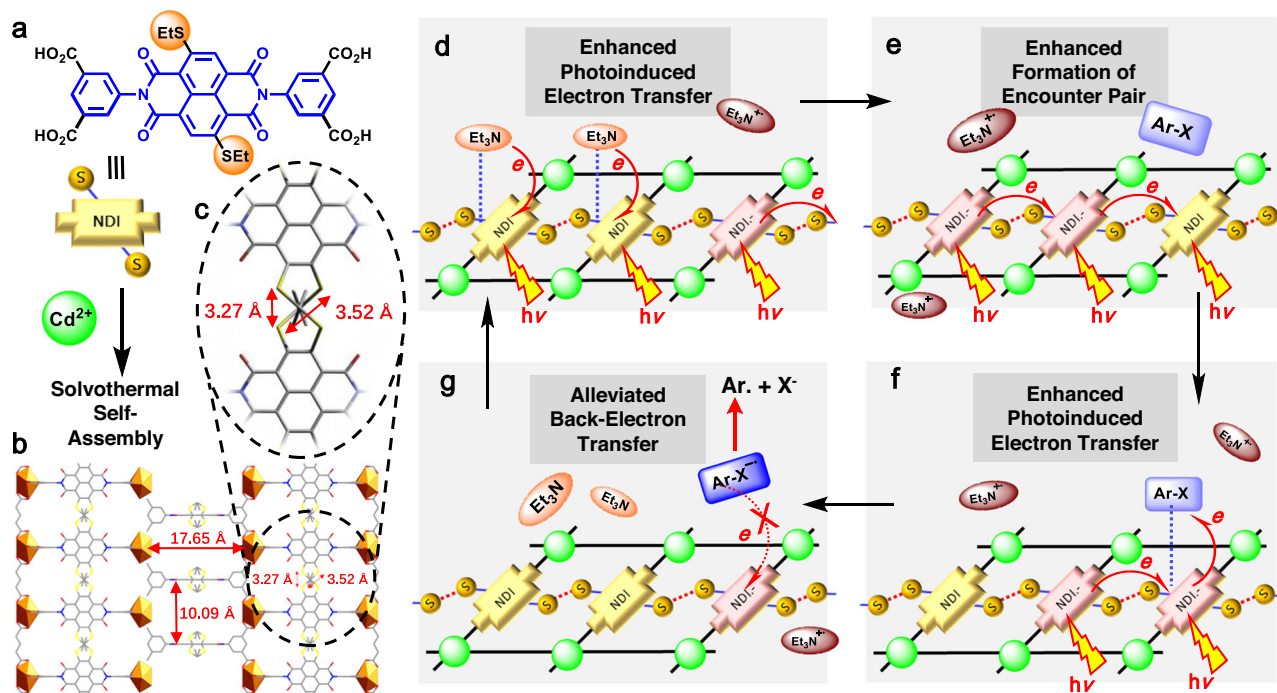 a
EtS
HO2C
O
O
CO2H
N
N
HO2C
O
O
CO2H
SEt
S
NDI
S
Cd2+
Solvothermal
Self-
Assembly
b
17.65 Å
3.27 Å
3.52 Å
10.09 Å
c
3.27 Å
3.52 Å
d
Enhanced
Photoinduced
Electron Transfer
Et3N+·
Et3N
Et3N
e
e
e
S
S
S
S
S
S
NDI
NDI
NDI.-
hν
hν
hν
e
Enhanced
Formation of
Encounter Pair
Et3N+·
Ar-X
e
e
S
S
S
S
S
S
NDI.-
NDI.-
NDI
Et3N+·
hν
hν
hν
g
Alleviated
Back-Electron
Transfer
Ar. + X-
Et3N
Et3N
Ar-X–·
e
X
S
S
S
S
S
S
NDI
NDI
NDI.-
Et3N+·
f
Enhanced
Photoinduced
Electron Transfer
Et3N+·
Et3N+·
Ar-X
e
e
S
S
S
S
S
S
NDI
NDI.-
NDI.-
hν
hν